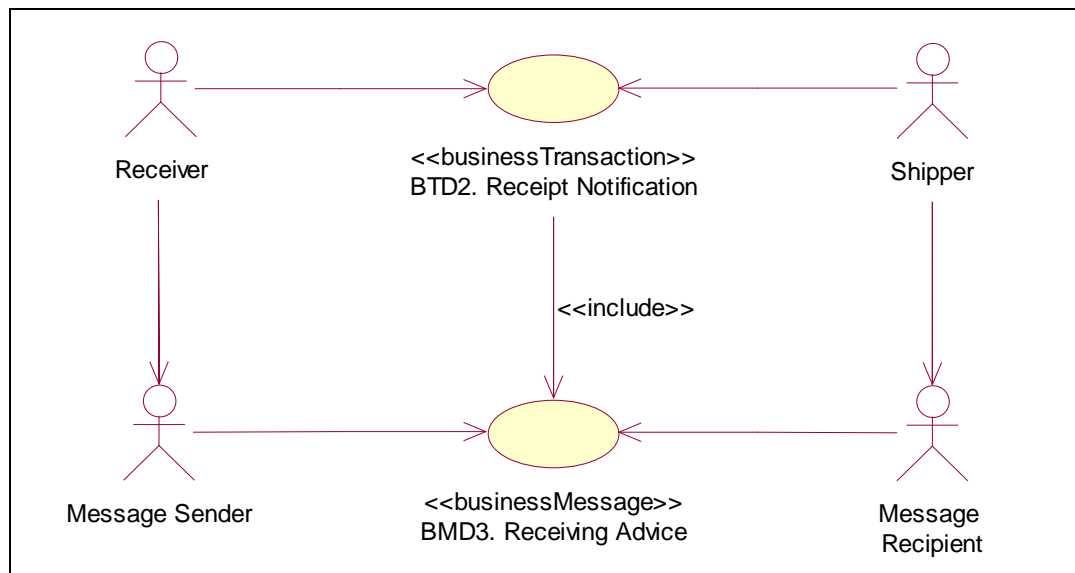 Receiver
<<businessTransaction>>
BTD2. Receipt Notification
Shipper
<<include>>
Message Sender
<<businessMessage>>
BMD3. Receiving Advice
Message
Recipient